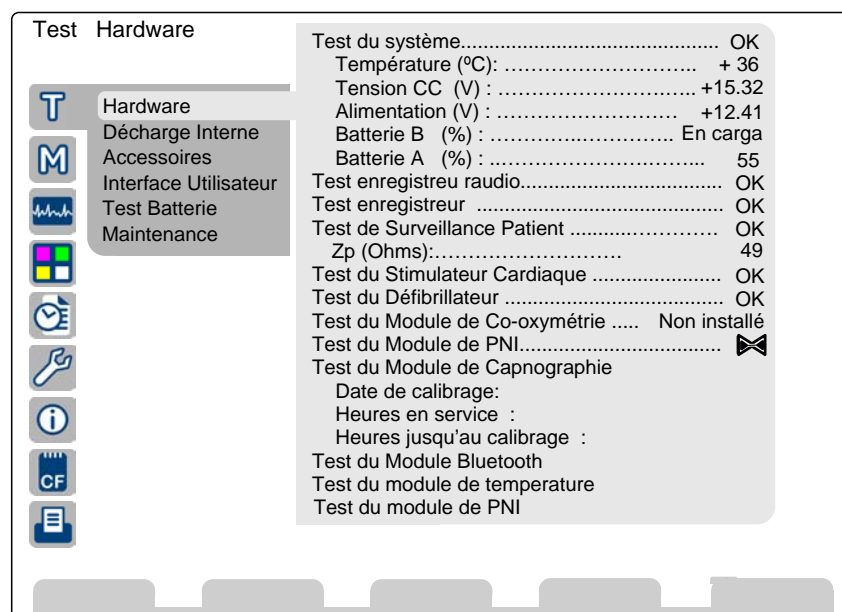 Test Hardware
Hardware
Décharge Interne
Accessoires
Interface Utilisateur
Test Batterie
Maintenance
T
M
CF
Test du système................................................ OK
Température (ºC): ……………………….. + 36
Tension CC (V) : ………………………… +15.32
Alimentation (V) : ……………………… +12.41
Batterie B (%) : …………...………….. En carga
Batterie A (%) : ………………………….... 55
Test enregistreu raudio...................................... OK
Test enregistreur ................................................ OK
Test de Surveillance Patient ...........…………. OK
Zp (Ohms):………………………. 49
Test du Stimulateur Cardiaque ........................ OK
Test du Défibrillateur ......................................... OK
Test du Module de Co-oxymétrie ..... Non installé
Test du Module de PNI......................................
Test du Module de Capnographie
Date de calibrage:
Heures en service :
Heures jusqu'au calibrage :
Test du Module Bluetooth
Test du module de temperature
Test du module de PNI